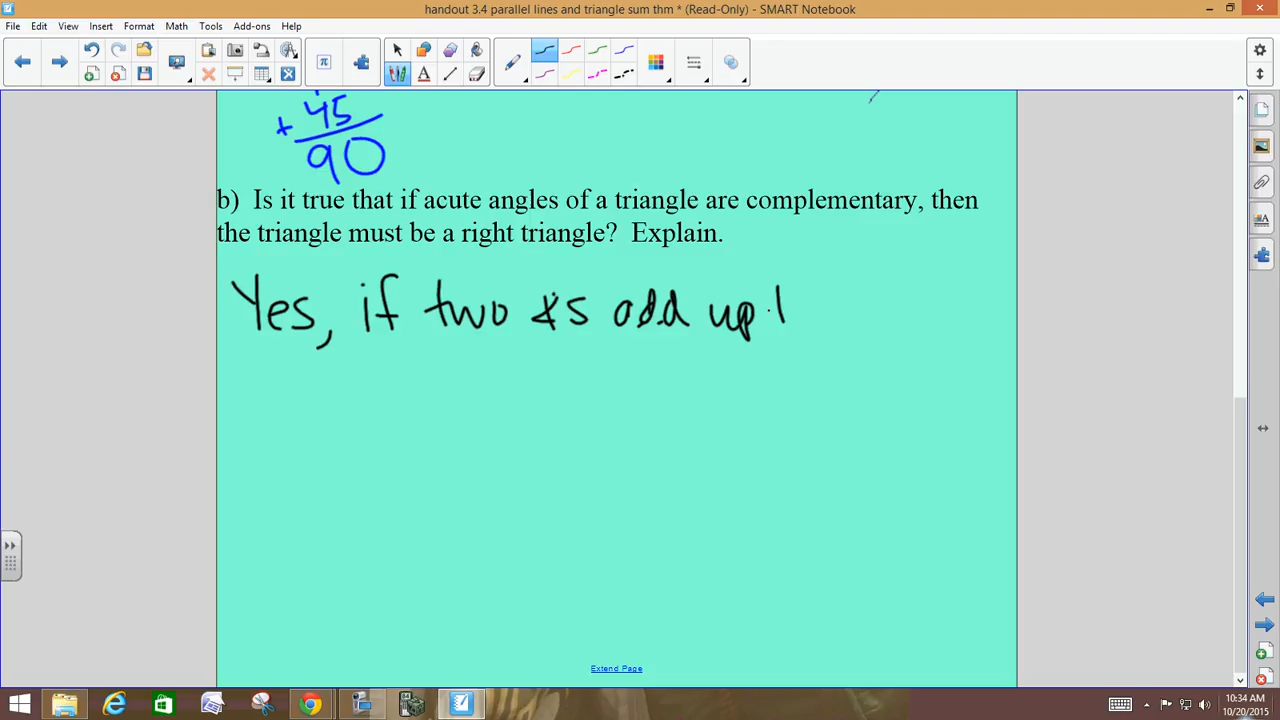 handout 3.4 parallel lines and triangle sum thm * (Read-Only) - SMART Notebook
File Edit View Insert Format Math Tools Add-ons Help
45
+
90
b) Is it true that if acute angles of a triangle are complementary, then
the triangle must be a right triangle? Explain.
Yes, if two ∡s add up
Extend Page
10:34 AM
10/20/2015